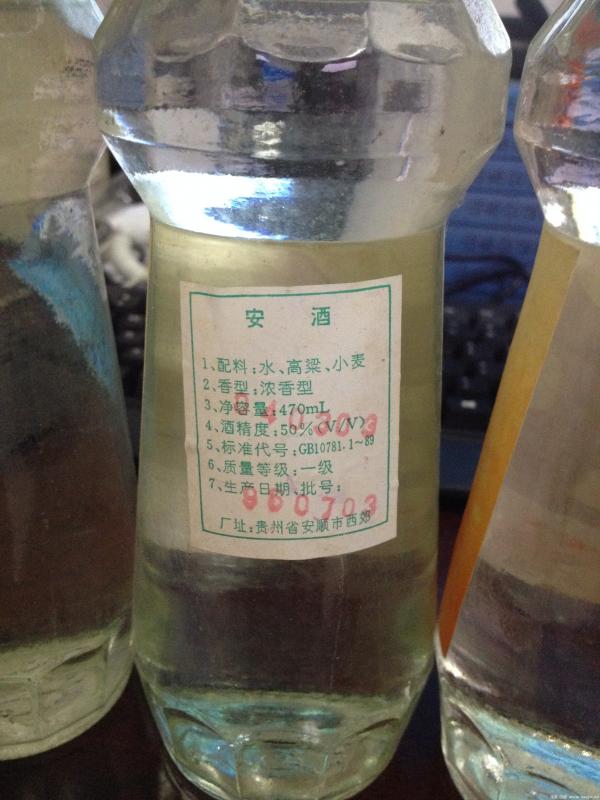 安 酒
1、配料:水、高粱、小麦
2、香型:浓香型
3、净容量:470mL
4、酒精度:50%(V/V)
5、标准代号:GB10781.1~89
6、质量等级:一级
7、生产日期、批号:
960703
厂址:贵州省安顺市西郊